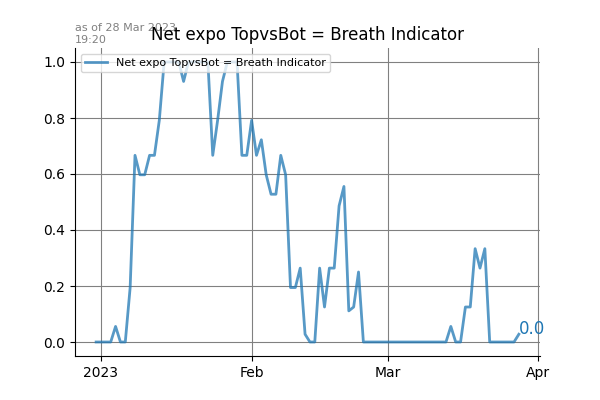 as of 28 Mar 2023
19:20
Net expo TopvsBot = Breath Indicator
Net expo TopvsBot = Breath Indicator
1.0
0.8
0.6
0.4
0.2
0.0
0.0
2023
Feb
Mar
Apr